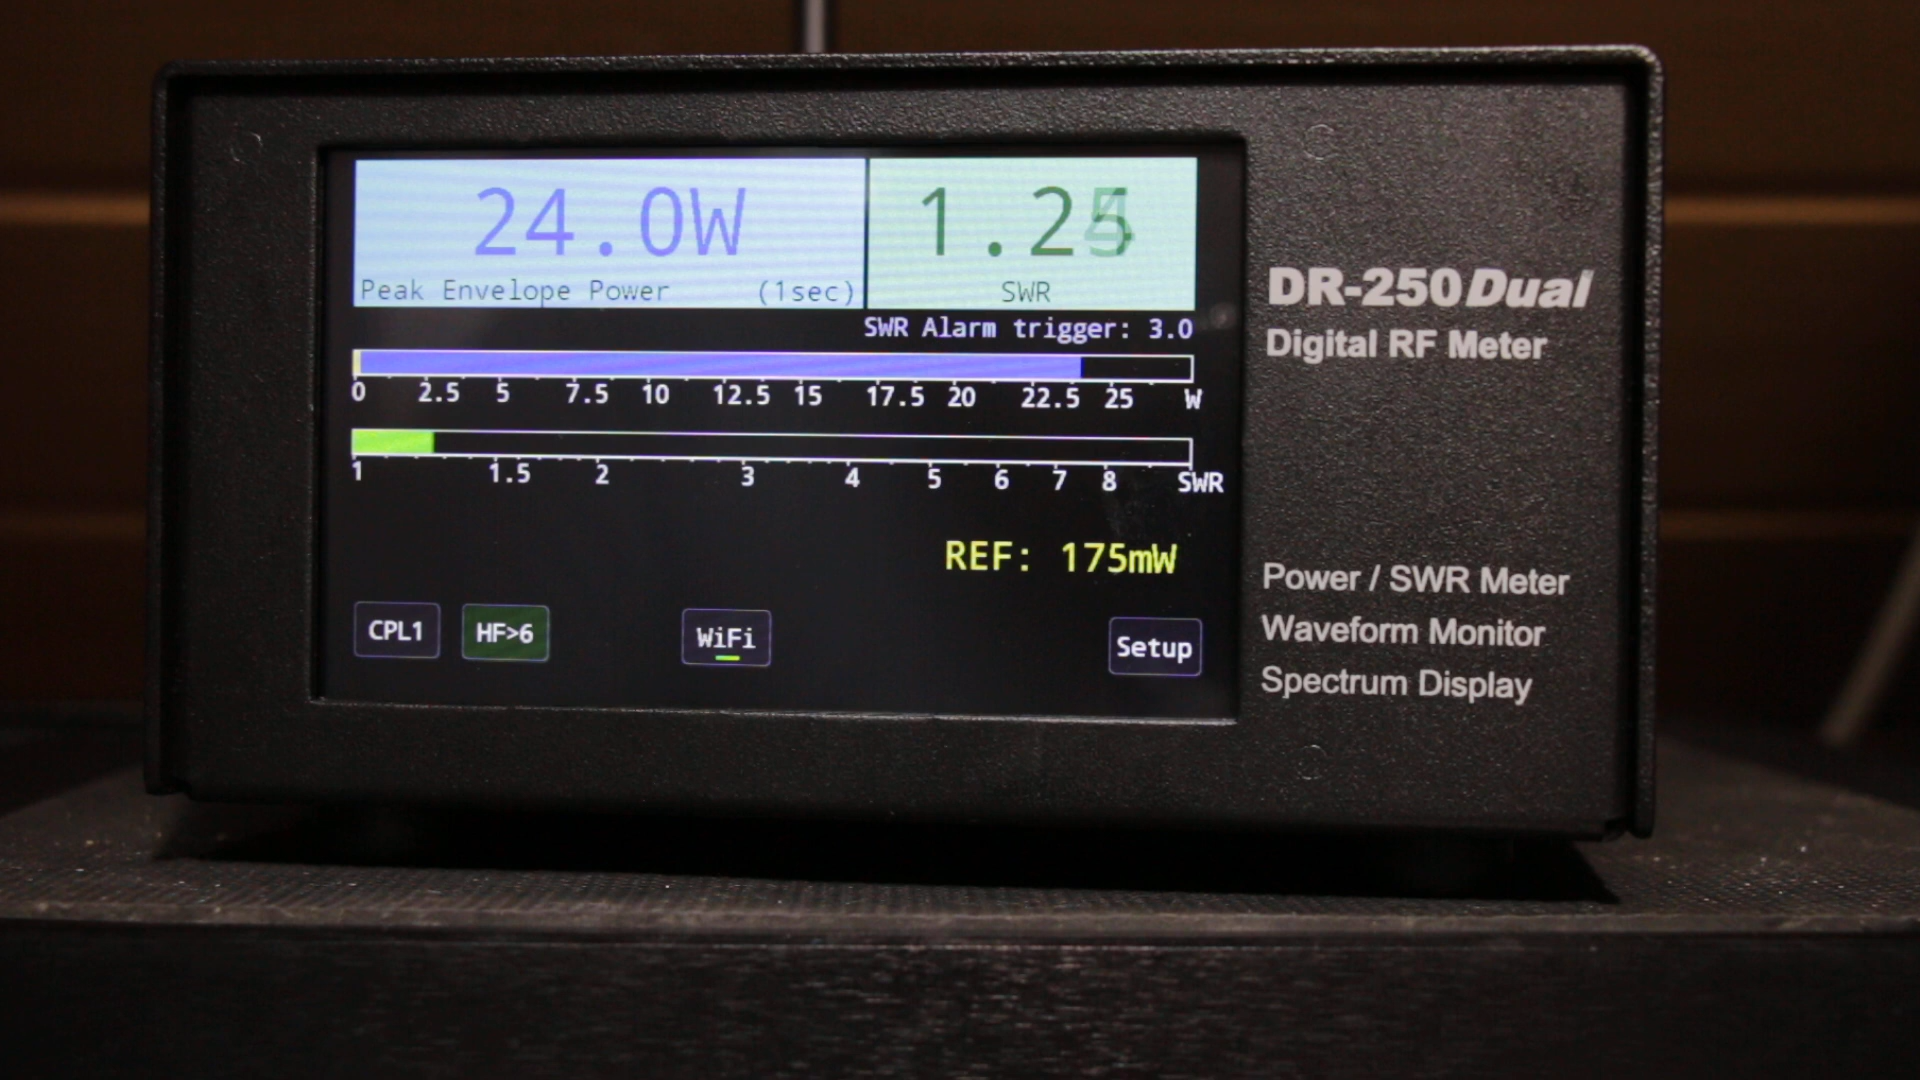 24.0W
Peak Envelope Power (1sec)
1.2
SWR
SWR Alarm trigger: 3.0
0 2.5 5 7.5 10 12.5 15 17.5 20 22.5 25 W
1 1.5 2 3 4 5 6 7 8 SWR
REF: 175mW
CPL1 HF>6 WiFi Setup
DR-250Dual
Digital RF Meter
Power / SWR Meter
Waveform Monitor
Spectrum Display